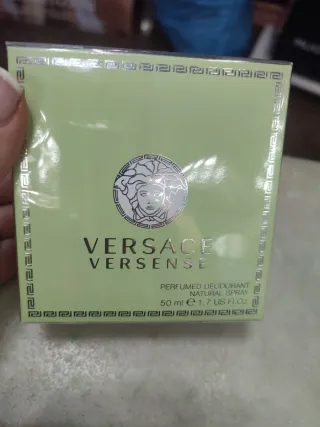 VERSACE
VERSENSE
PERFUMED DEODORANT
NATURAL SPRAY
50 ml ℮ 1.7 US Fl.Oz.